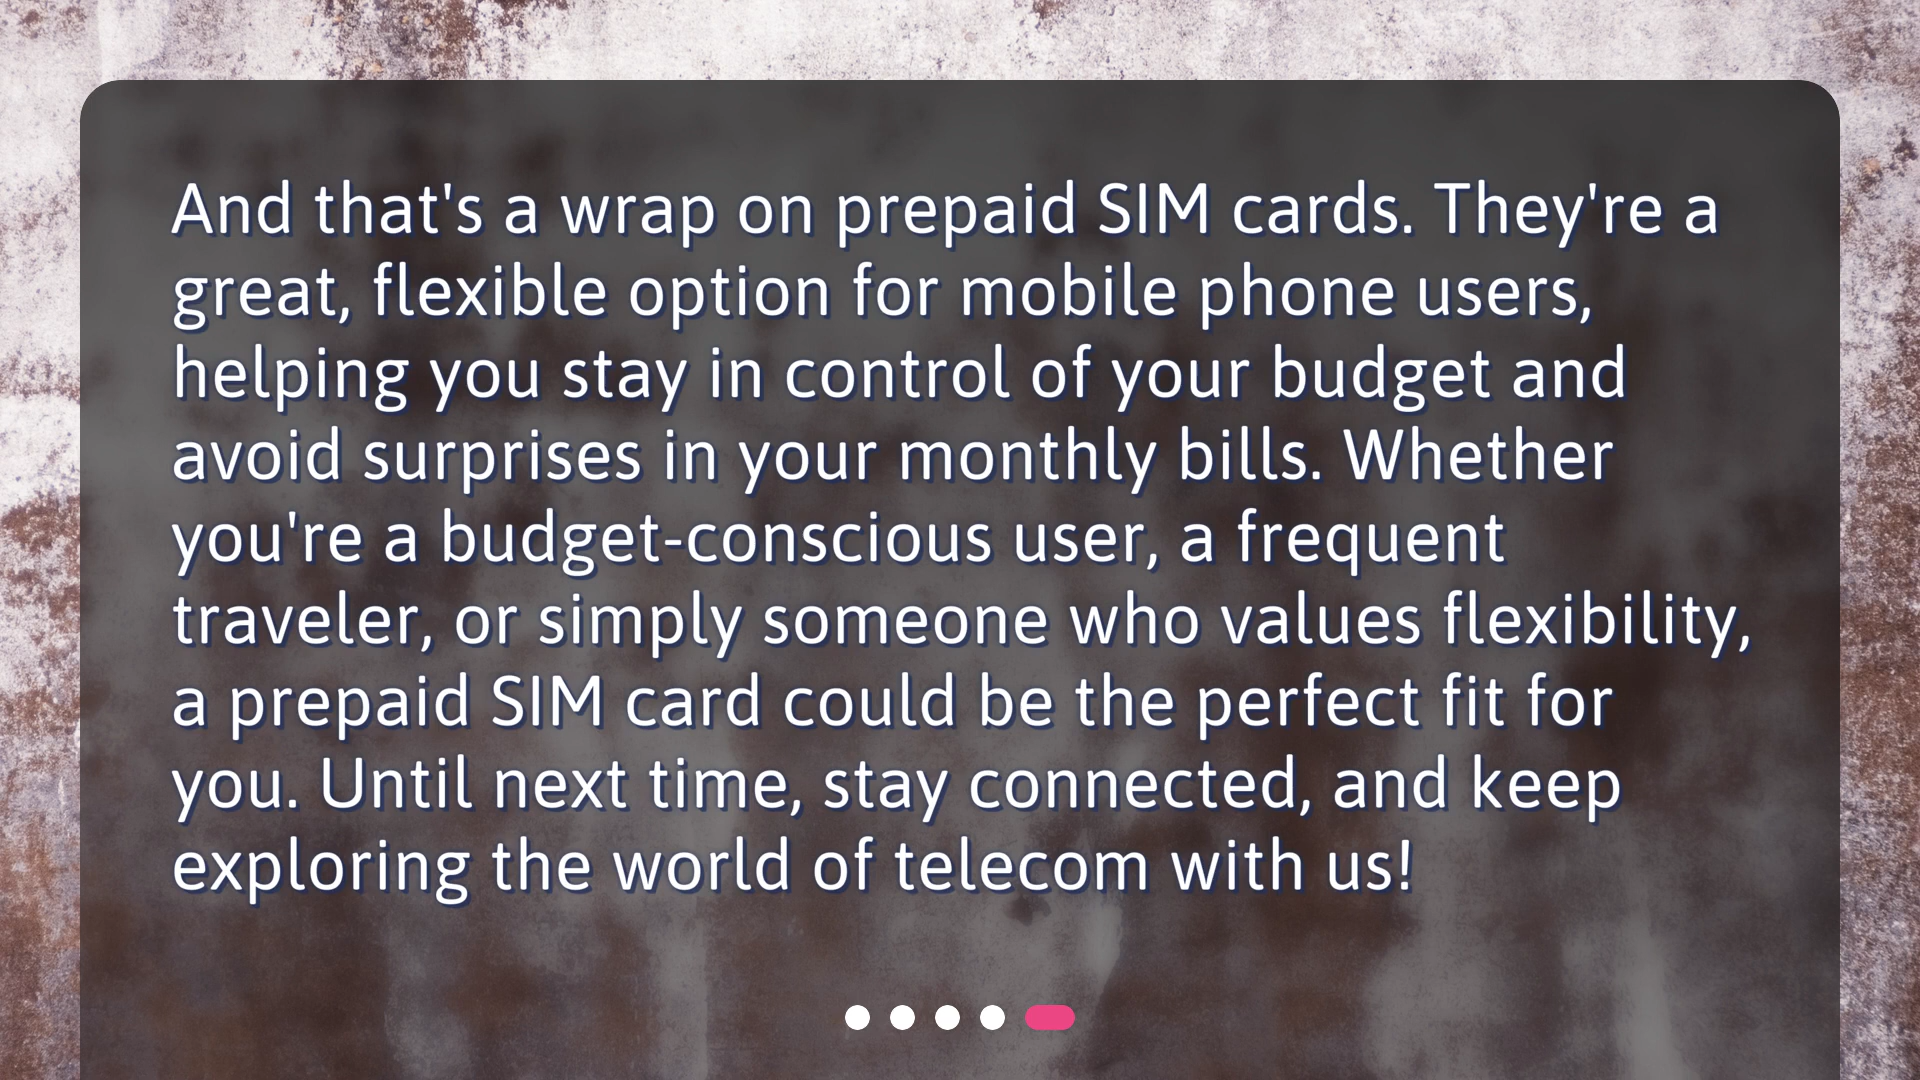 And that's a wrap on prepaid SIM cards. They're a
great, flexible option for mobile phone users,
helping you stay in control of your budget and
avoid surprises in your monthly bills. Whether
you're a budget-conscious user, a frequent
traveler, or simply someone who values flexibility,
a prepaid SIM card could be the perfect fit for
you. Until next time, stay connected, and keep
exploring the world of telecom with us!